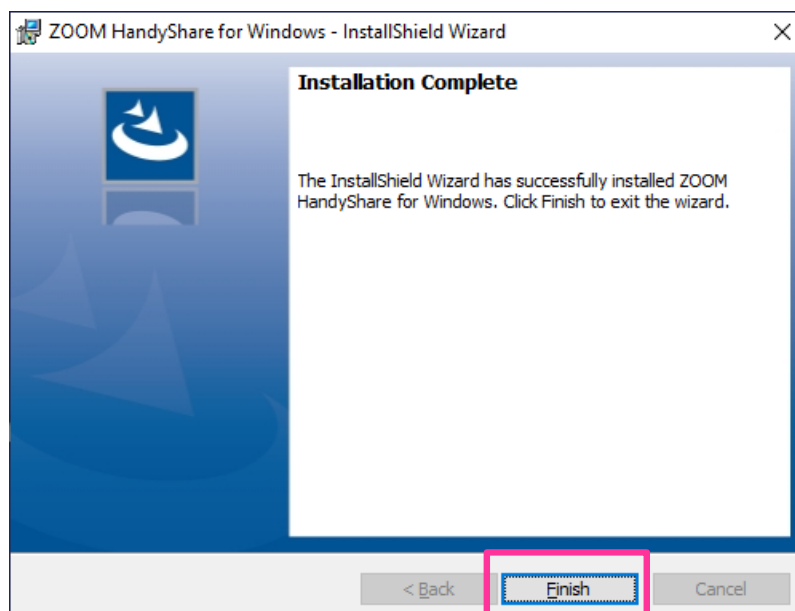 ZOOM HandyShare for Windows - InstallShield Wizard
Installation Complete
The InstallShield Wizard has successfully installed ZOOM
HandyShare for Windows. Click Finish to exit the wizard.
< Back Finish Cancel